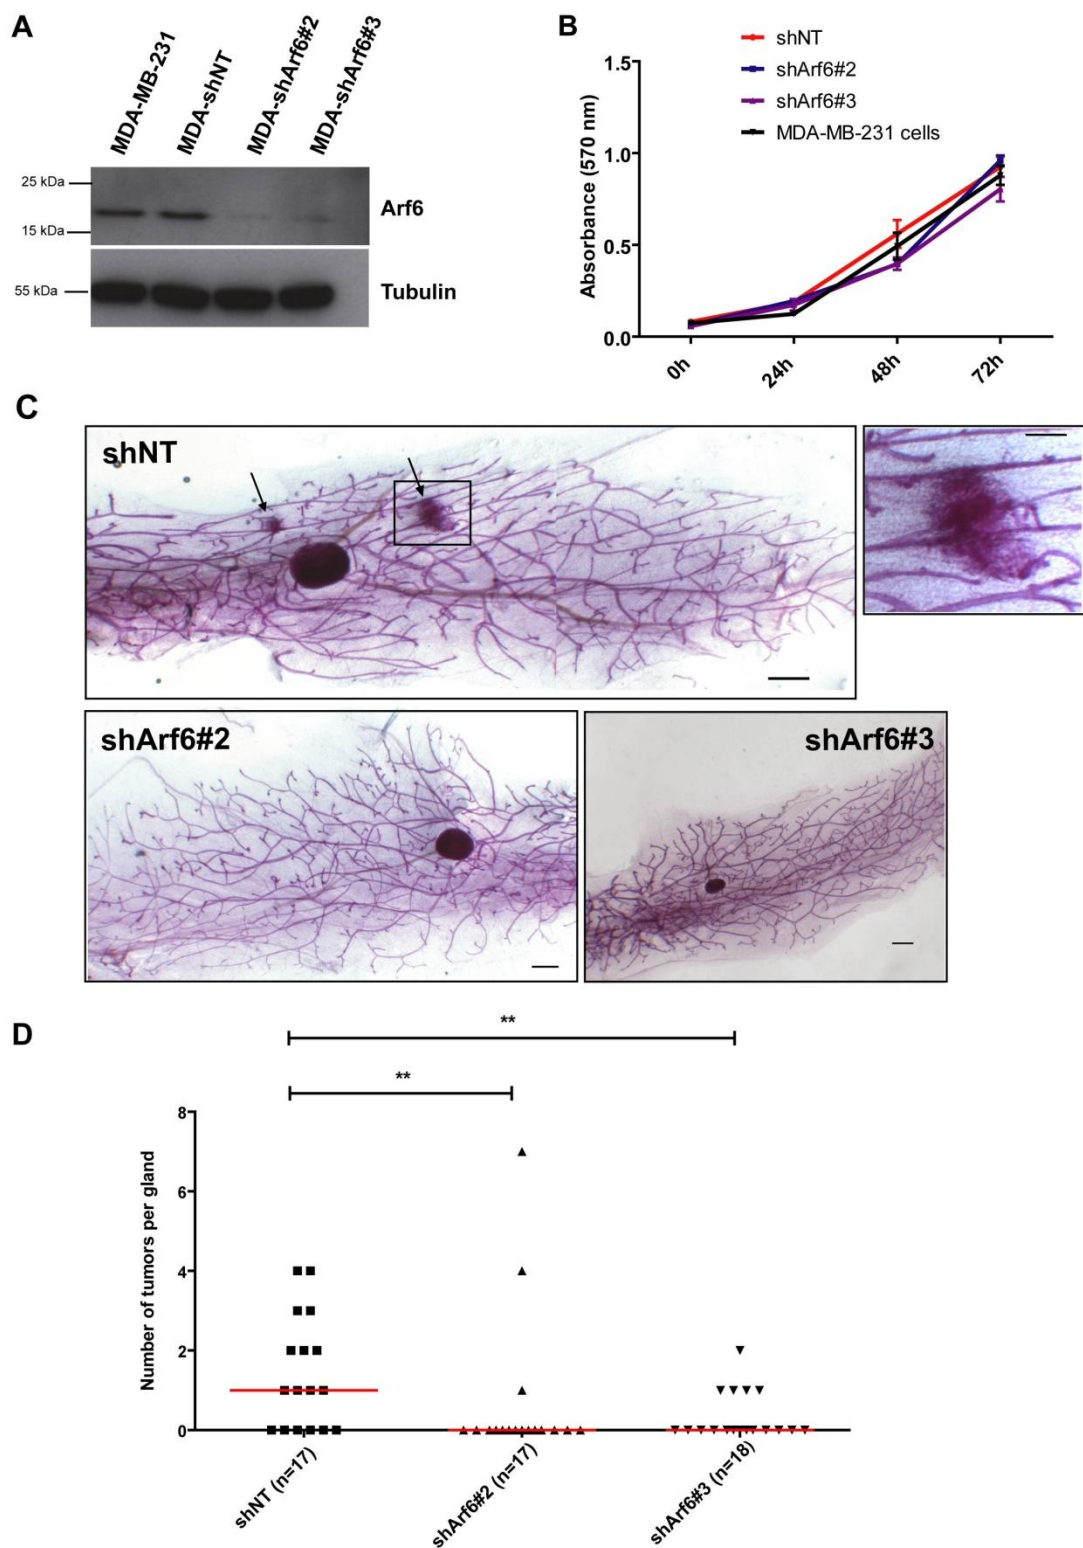 A
MDA-MB-231
MDA-shNT
MDA-shArf6#2
MDA-shArf6#3
25 kDa
15 kDa
Arf6
55 kDa
Tubulin
B
shNT
shArf6#2
shArf6#3
MDA-MB-231 cells
Absorbance (570 nm)
1.5
1.0
0.5
0.0
0h
24h
48h
72h
C
shNT
shArf6#2
shArf6#3
D
**
**
Number of tumors per gland
8
6
4
2
0
shNT (n=17)
shArf6#2 (n=17)
shArf6#3 (n=18)